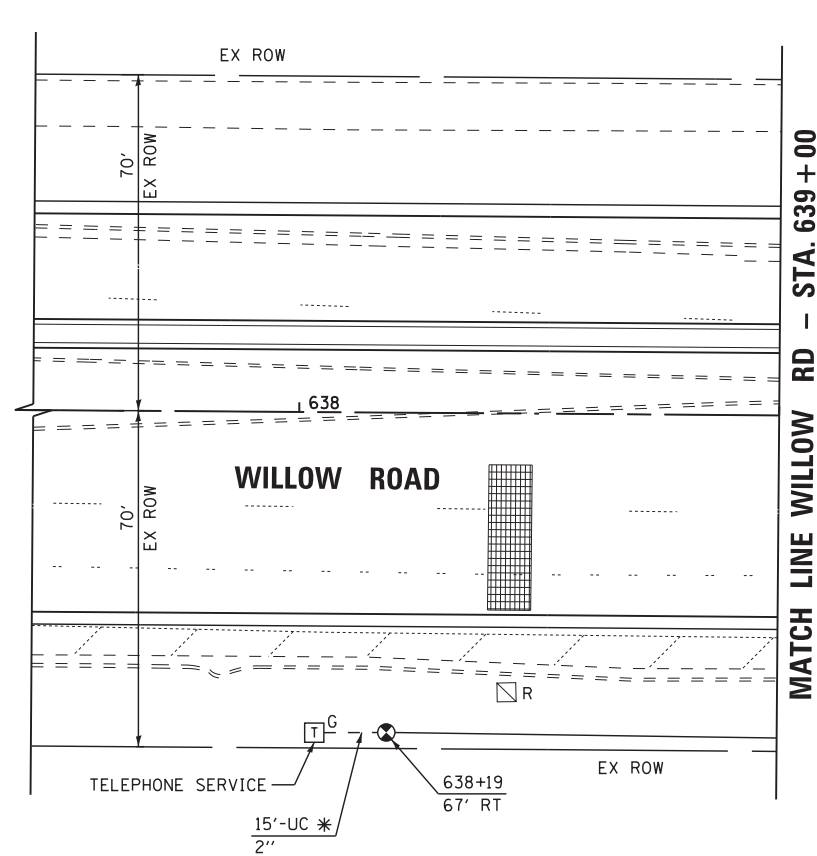 EX ROW
70'
EX ROW
638
WILLOW ROAD
70'
EX ROW
R
T
G
EX ROW
TELEPHONE SERVICE
638+19
67' RT
15'-UC *
2''
MATCH LINE WILLOW RD - STA. 639+00